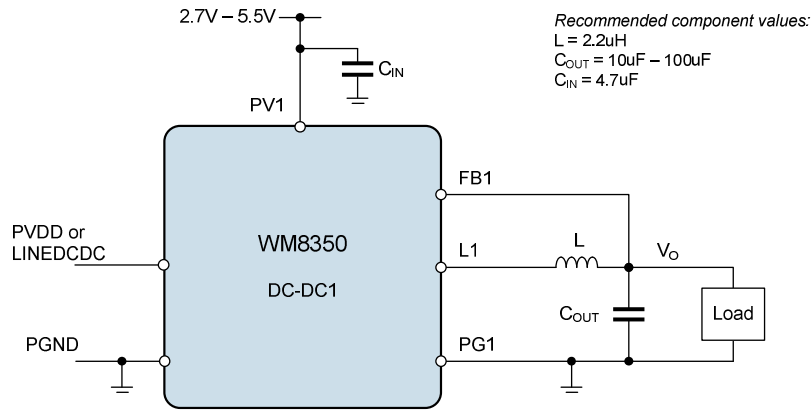 2.7V – 5.5V
Recommended component values:
L = 2.2uH
COUT = 10uF – 100uF
CIN = 4.7uF
CIN
PV1
FB1
PVDD or
LINEDCDC
WM8350
L1
L
VO
DC-DC1
COUT
Load
PGND
PG1